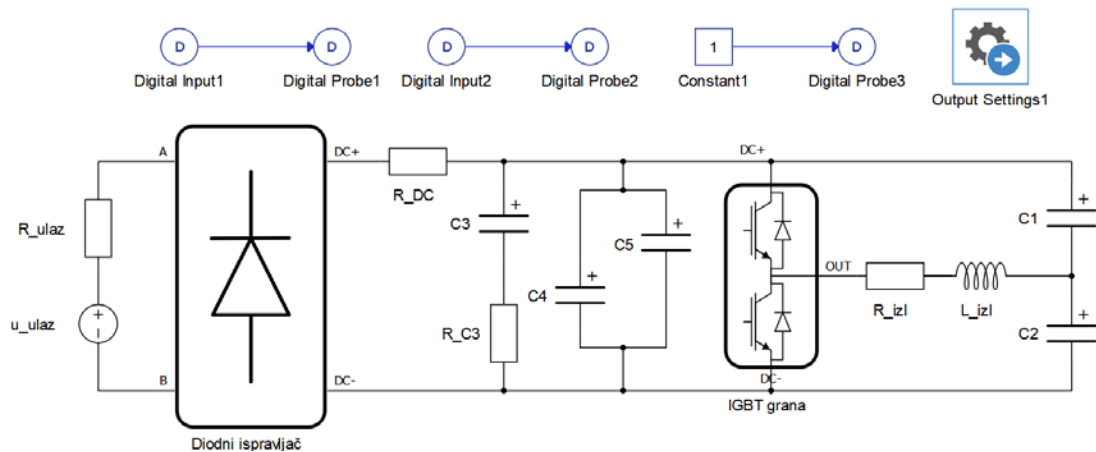 D
D
D
D
1
D
Digital Input1
Digital Probe1
Digital Input2
Digital Probe2
Constant1
Digital Probe3
Output Settings1
A
DC+
DC+
R_DC
R_ulaz
C3
+
C5
+
C1
+
OUT
u_ulaz
+
−
C4
+
R_izl
L_izl
C2
+
R_C3
B
DC-
DC-
IGBT grana
Diodni ispravljač